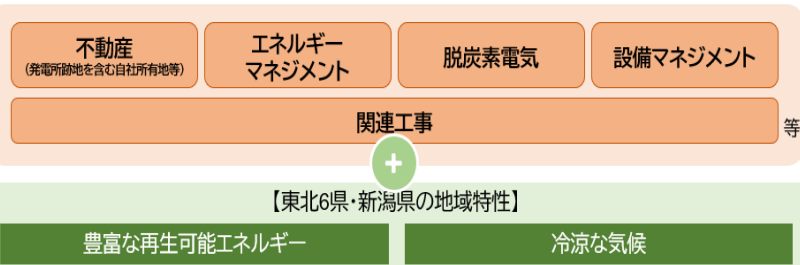 不動産
（発電所跡地を含む自社所有地等）
エネルギー
マネジメント
脱炭素電気
設備マネジメント
関連工事
等
+
【東北6県・新潟県の地域特性】
豊富な再生可能エネルギー
冷涼な気候